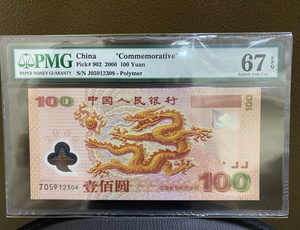 PMG
PAPER MONEY GUARANTY
China "Commemorative"
Pick# 902 2000 100 Yuan
S/N J05912308 - Polymer
67 EPQ
Superb Gem Unc
100 中国人民银行 100
J05912308
壹佰圆
100